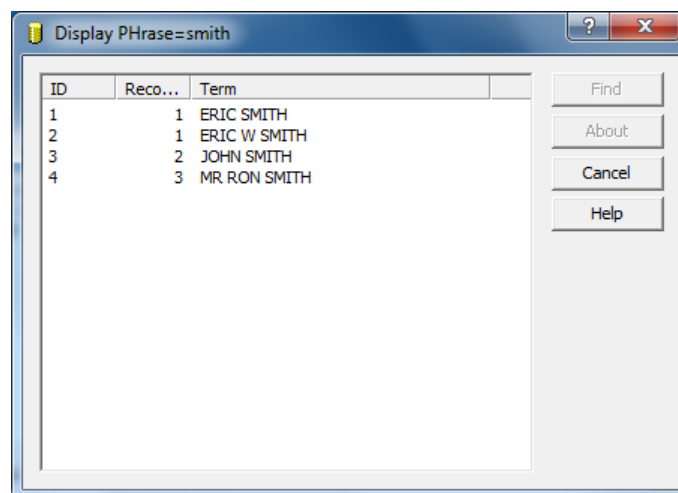 Display PHrase=smith
? X
ID Reco... Term
1 1 ERIC SMITH
2 1 ERIC W SMITH
3 2 JOHN SMITH
4 3 MR RON SMITH
Find
About
Cancel
Help